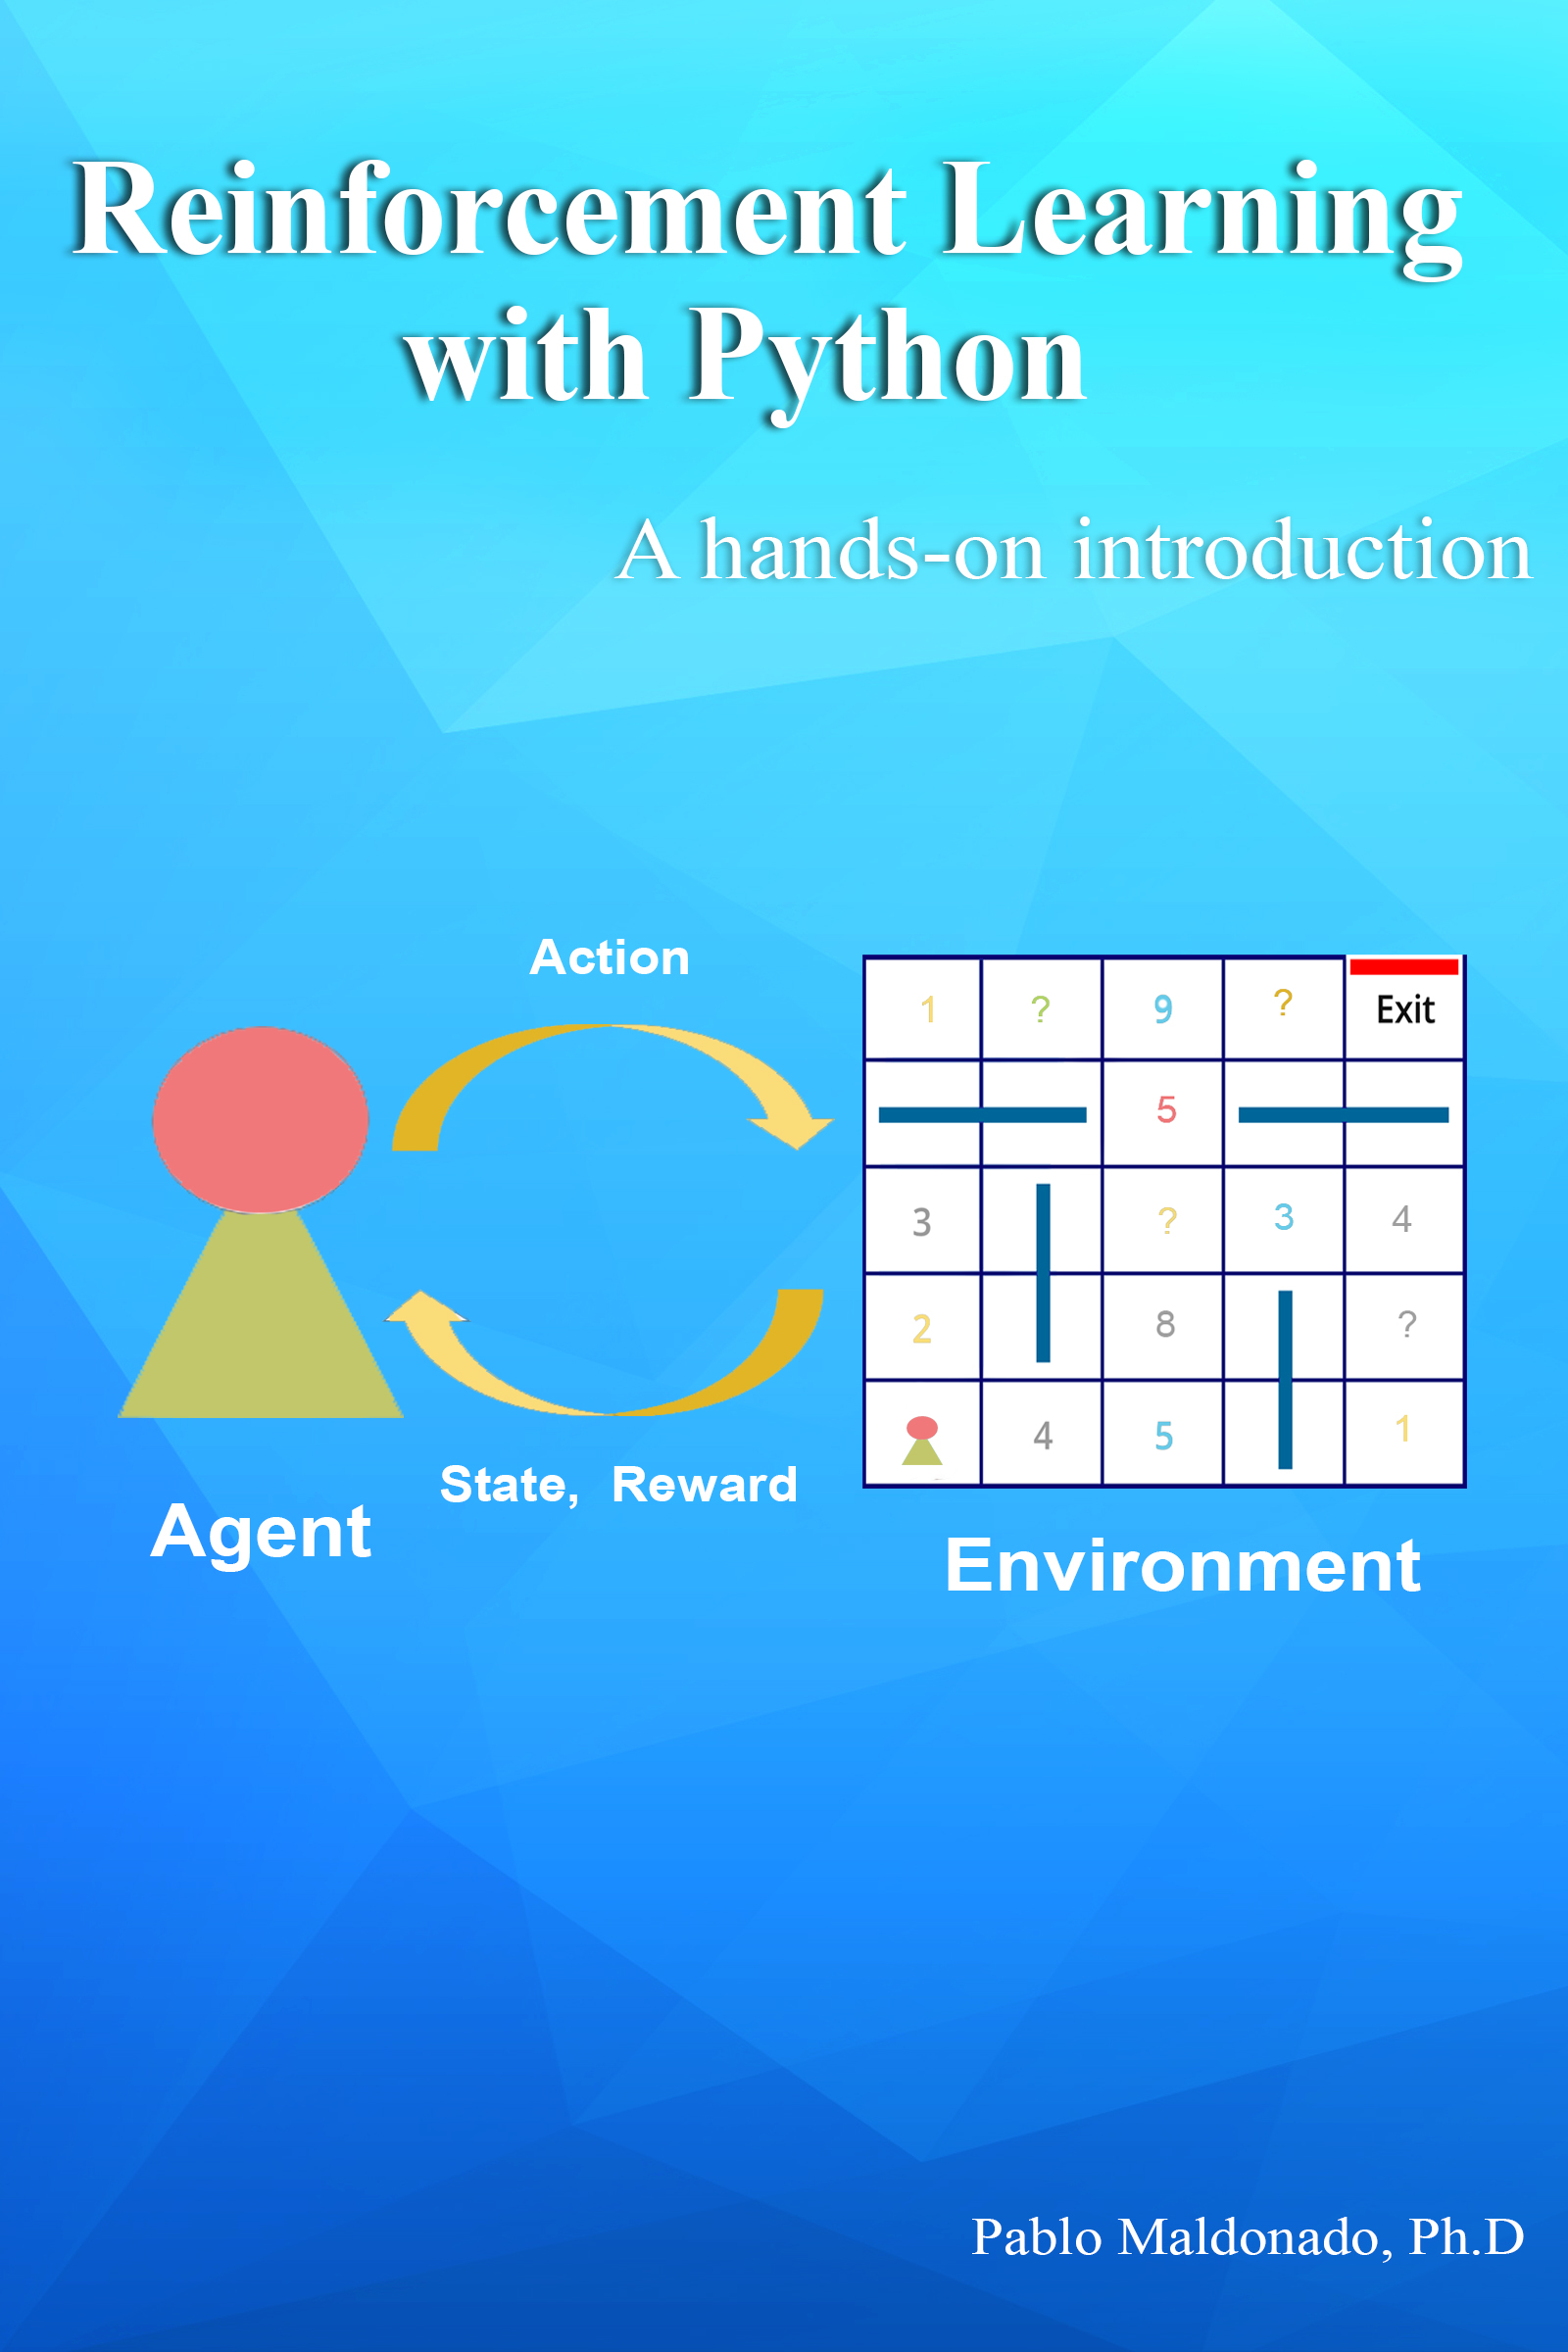 Reinforcement Learning
with Python
A hands-on introduction
Action
1 ? 9 ? Exit
5
3 ? 3 4
2 8 ?
4 5 1
State, Reward
Agent
Environment
Pablo Maldonado, Ph.D